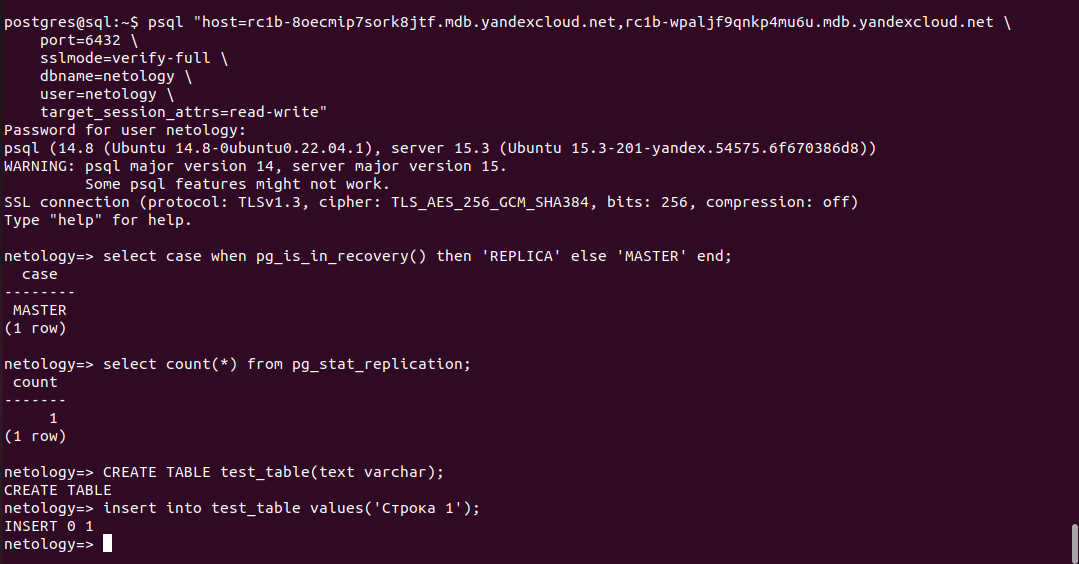 postgres@sql:~$ psql "host=rc1b-8oecmip7sork8jtf.mdb.yandexcloud.net,rc1b-wpaljf9qnkp4mu6u.mdb.yandexcloud.net \
    port=6432 \
    sslmode=verify-full \
    dbname=netology \
    user=netology \
    target_session_attrs=read-write"
Password for user netology:
psql (14.8 (Ubuntu 14.8-0ubuntu0.22.04.1), server 15.3 (Ubuntu 15.3-201-yandex.54575.6f670386d8))
WARNING: psql major version 14, server major version 15.
         Some psql features might not work.
SSL connection (protocol: TLSv1.3, cipher: TLS_AES_256_GCM_SHA384, bits: 256, compression: off)
Type "help" for help.

netology=> select case when pg_is_in_recovery() then 'REPLICA' else 'MASTER' end;
  case
--------
 MASTER
(1 row)

netology=> select count(*) from pg_stat_replication;
 count
-------
     1
(1 row)

netology=> CREATE TABLE test_table(text varchar);
CREATE TABLE
netology=> insert into test_table values('Строка 1');
INSERT 0 1
netology=>